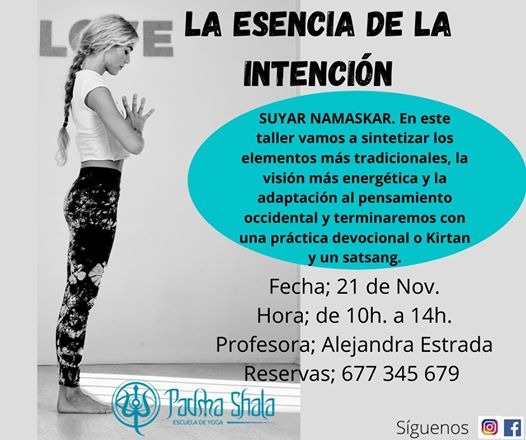 LOVE
LA ESENCIA DE LA
INTENCIÓN
SUYAR NAMASKAR. En este
taller vamos a sintetizar los
elementos más tradicionales, la
visión más energética y la
adaptación al pensamiento
occidental y terminaremos con
una práctica devocional o Kirtan
y un satsang.
Fecha; 21 de Nov.
Hora; de 10h. a 14h.
Profesora; Alejandra Estrada
Reservas; 677 345 679
Padma Shala
ESCUELA DE YOGA
Síguenos